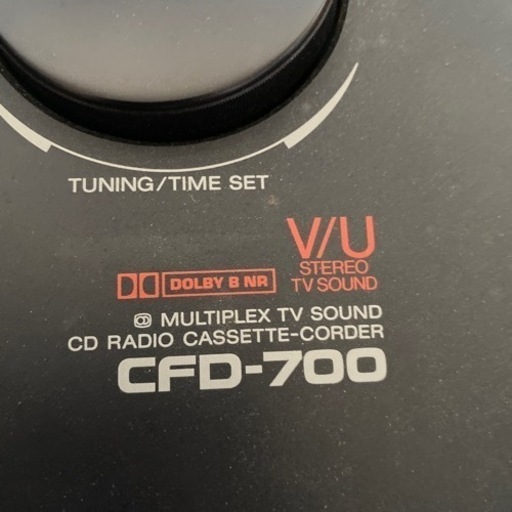 TUNING/TIME SET
V/U
STEREO
TV SOUND
DOLBY B NR
MULTIPLEX TV SOUND
CD RADIO CASSETTE-CORDER
CFD-700